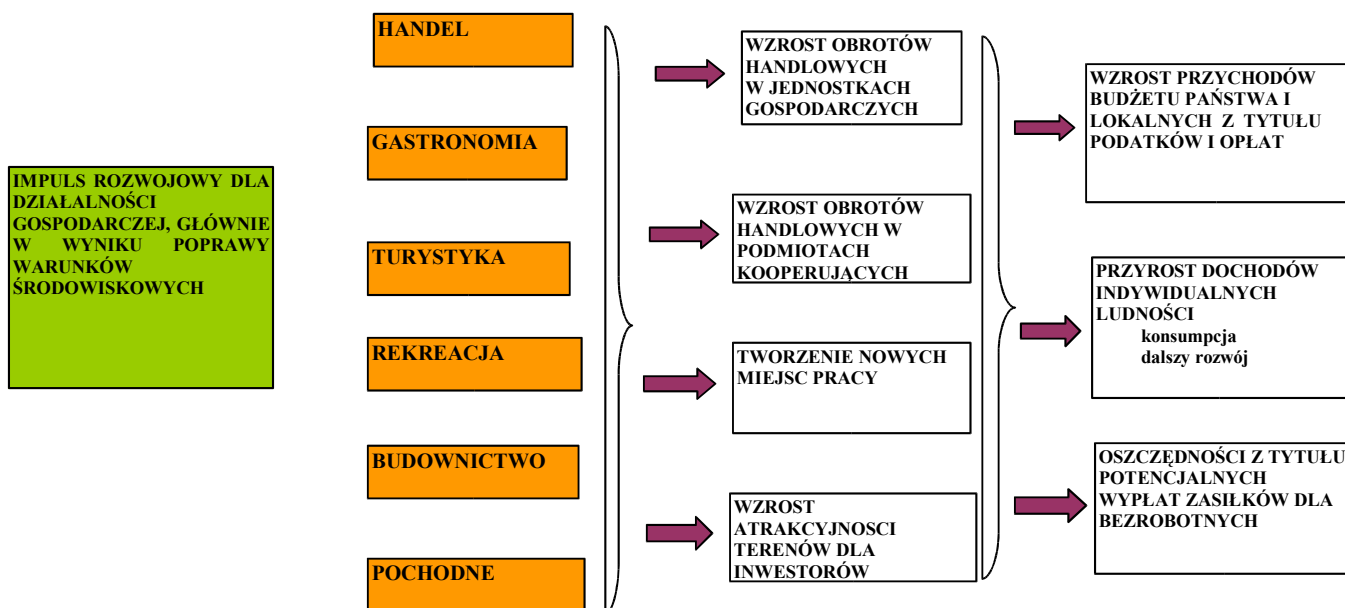 IMPULS ROZWOJOWY DLA
DZIAŁALNOŚCI
GOSPODARCZEJ, GŁÓWNIE
W WYNIKU POPRAWY
WARUNKÓW
ŚRODOWISKOWYCH
HANDEL
GASTRONOMIA
TURYSTYKA
REKREACJA
BUDOWNICTWO
POCHODNE
WZROST OBROTÓW
HANDLOWYCH
W JEDNOSTKACH
GOSPODARCZYCH
WZROST OBROTÓW
HANDLOWYCH W
PODMIOTACH
KOOPERUJĄCYCH
TWORZENIE NOWYCH
MIEJSC PRACY
WZROST
ATRAKCYJNOSCI
TERENÓW DLA
INWESTORÓW
WZROST PRZYCHODÓW
BUDŻETU PAŃSTWA I
LOKALNYCH Z TYTUŁU
PODATKÓW I OPŁAT
PRZYROST DOCHODÓW
INDYWIDUALNYCH
LUDNOŚCI
konsumpcja
dalszy rozwój
OSZCZĘDNOŚCI Z TYTUŁU
POTENCJALNYCH
WYPŁAT ZASIŁKÓW DLA
BEZROBOTNYCH